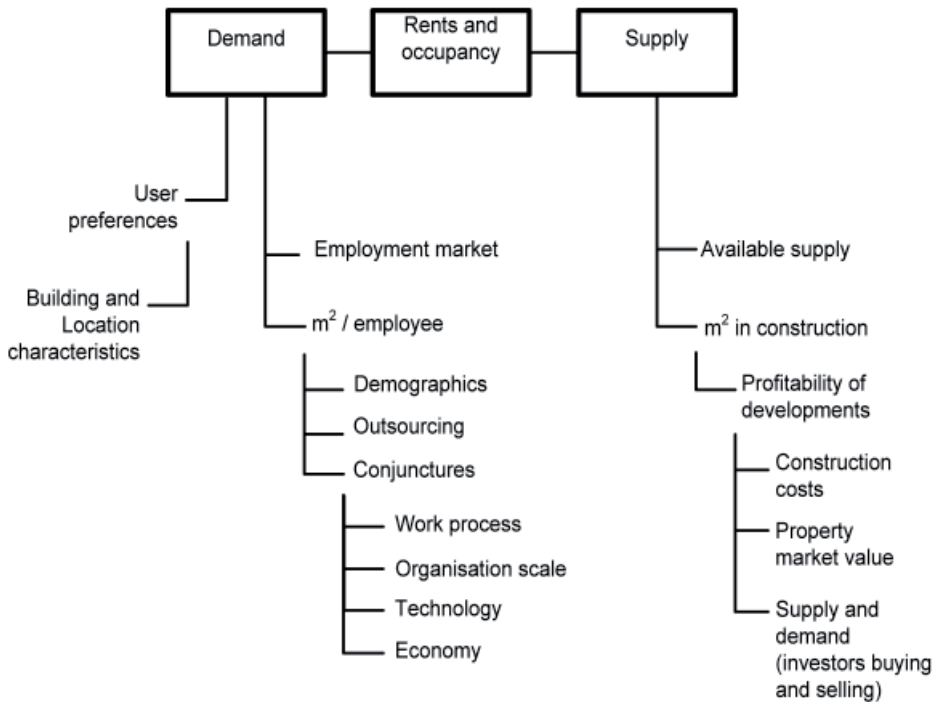 Demand
Rents and
occupancy
Supply
User
preferences
Building and
Location
characteristics
Employment market
m² / employee
Demographics
Outsourcing
Conjunctures
Work process
Organisation scale
Technology
Economy
Available supply
m² in construction
Profitability of
developments
Construction
costs
Property
market value
Supply and
demand
(investors buying
and selling)